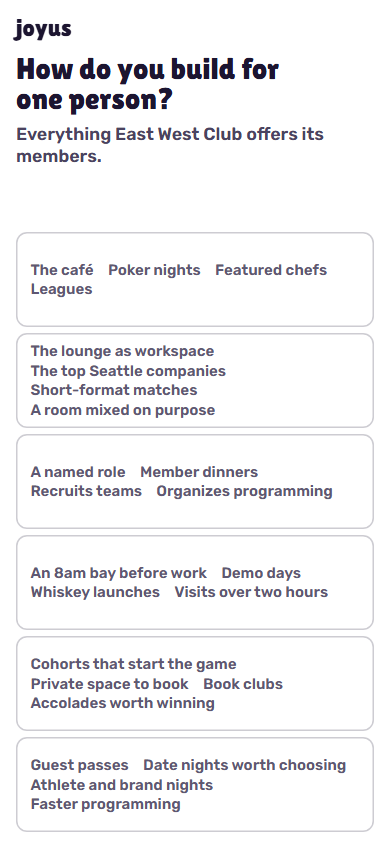 joyus
How do you build for
one person?
Everything East West Club offers its
members.
The café Poker nights Featured chefs
Leagues
The lounge as workspace
The top Seattle companies
Short-format matches
A room mixed on purpose
A named role Member dinners
Recruits teams Organizes programming
An 8am bay before work Demo days
Whiskey launches Visits over two hours
Cohorts that start the game
Private space to book Book clubs
Accolades worth winning
Guest passes Date nights worth choosing
Athlete and brand nights
Faster programming